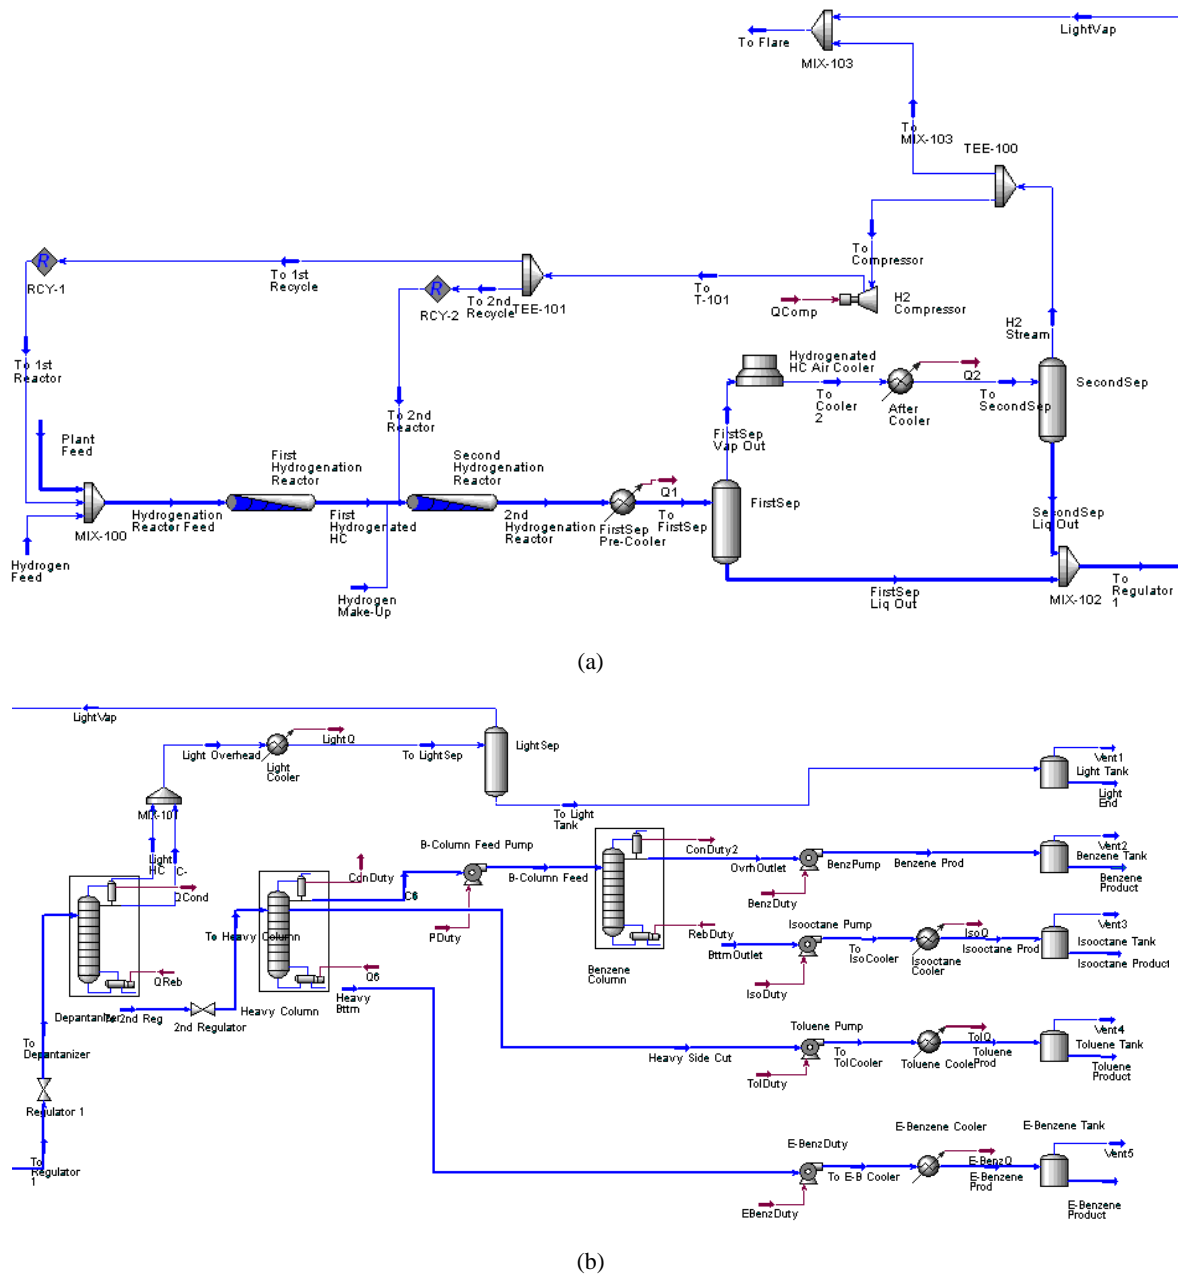 To Flare
MIX-103
LightVap
To
MIX-103
TEE-100
To
Compressor
RCY-1
To 1st
Recycle
RCY-2
To 2nd
Recycle
TEE-101
To
T-101
QComp
H2
Compressor
H2
Stream
To 1st
Reactor
Plant
Feed
To 2nd
Reactor
Hydrogenated
HC Air Cooler
To
Cooler
2
After
Cooler
Q2
To
SecondSep
SecondSep
FirstSep
Vap Out
First
Hydrogenation
Reactor
Second
Hydrogenation
Reactor
MIX-100
Hydrogenation
Reactor Feed
First
Hydrogenated
HC
2nd
Hydrogenation
Reactor
Q1
FirstSep
Pre-Cooler
To
FirstSep
FirstSep
SecondSep
Liq Out
Hydrogen
Feed
Hydrogen
Make-Up
FirstSep
Liq Out
MIX-102
To
Regulator
1
(a)
LightVap
Light Overhead
LightQ
Light
Cooler
To LightSep
LightSep
To Light
Tank
Vent1
Light Tank
Light
End
MIX-101
Light
HC
C-
QCond
ConDuty
C6
B-Column Feed Pump
PDuty
B-Column Feed
ConDuty2
OvrhOutlet
BenzPump
BenzDuty
Benzene Prod
Vent2
Benzene Tank
Benzene
Product
To Heavy Column
QReb
Q6
RebDuty
BttmOutlet
Benzene
Column
Isooctane Pump
To
IsoCooler
IsoDuty
IsoQ
Isooctane
Cooler
Isooctane Prod
Vent3
Isooctane Tank
Isooctane Product
Depantanizer
To 2nd Reg
2nd Regulator
Heavy Column
Heavy
Bttm
To
Depantanizer
Heavy Side Cut
Toluene Pump
To
TolCooler
TolDuty
TolQ
Toluene Cooler
Toluene
Prod
Vent4
Toluene Tank
Toluene
Product
Regulator 1
To
Regulator
1
E-BenzDuty
To E-B Cooler
EBenzDuty
E-Benzene Cooler
E-BenzQ
E-Benzene
Prod
E-Benzene Tank
Vent5
E-Benzene
Product
(b)